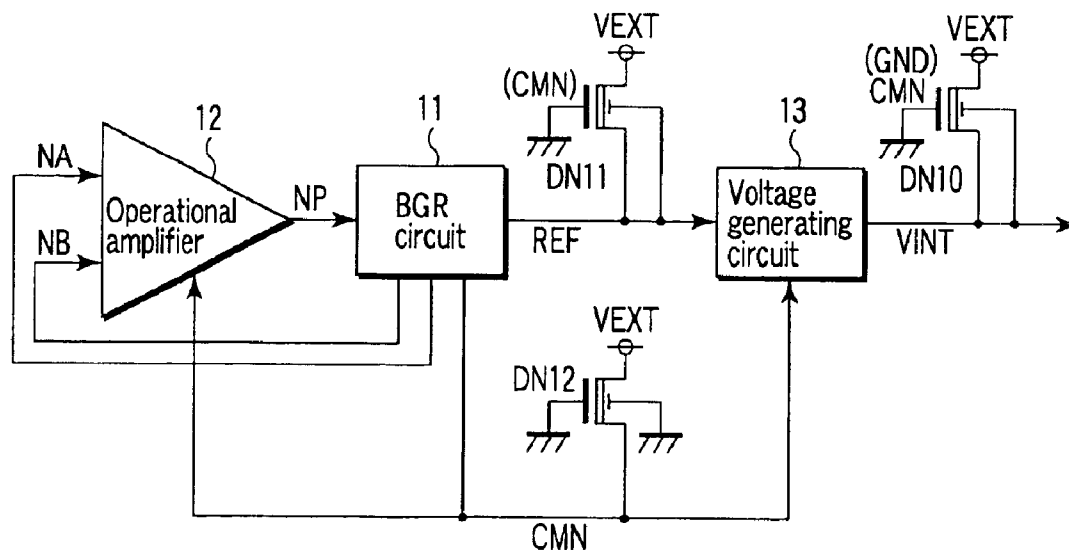 VEXT
VEXT
(GND)
(CMN)
CMN
12
11
13
NA
DN11
DN10
NP
Operational
amplifier
BGR
circuit
Voltage
generating
circuit
NB
REF
VINT
VEXT
DN12
CMN